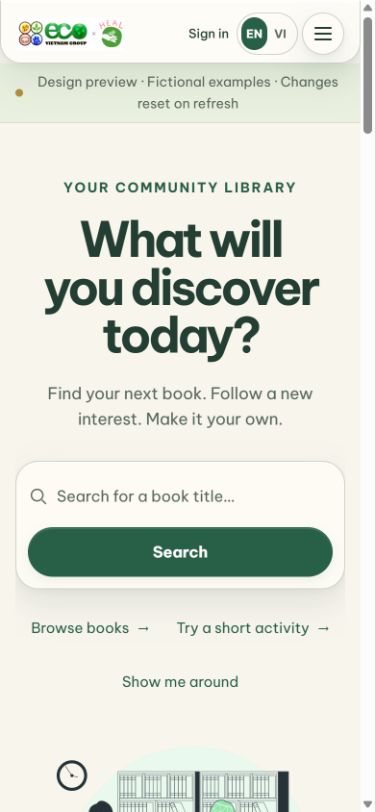 eco
VIETNAM GROUP
HEAL
Sign in
EN
VI
Design preview · Fictional examples · Changes
reset on refresh
YOUR COMMUNITY LIBRARY
What will
you discover
today?
Find your next book. Follow a new
interest. Make it your own.
Search for a book title...
Search
Browse books →
Try a short activity →
Show me around